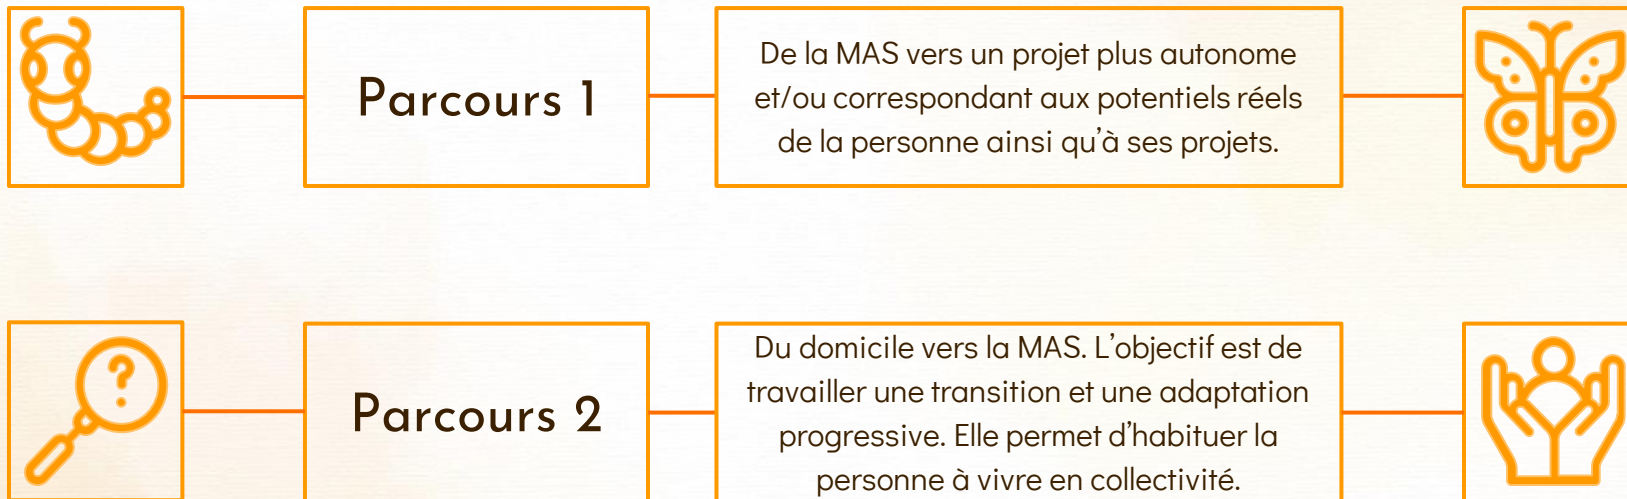 Parcours 1
De la MAS vers un projet plus autonome
et/ou correspondant aux potentiels réels
de la personne ainsi qu'à ses projets.
?
Parcours 2
Du domicile vers la MAS. L'objectif est de
travailler une transition et une adaptation
progressive. Elle permet d'habituer la
personne à vivre en collectivité.